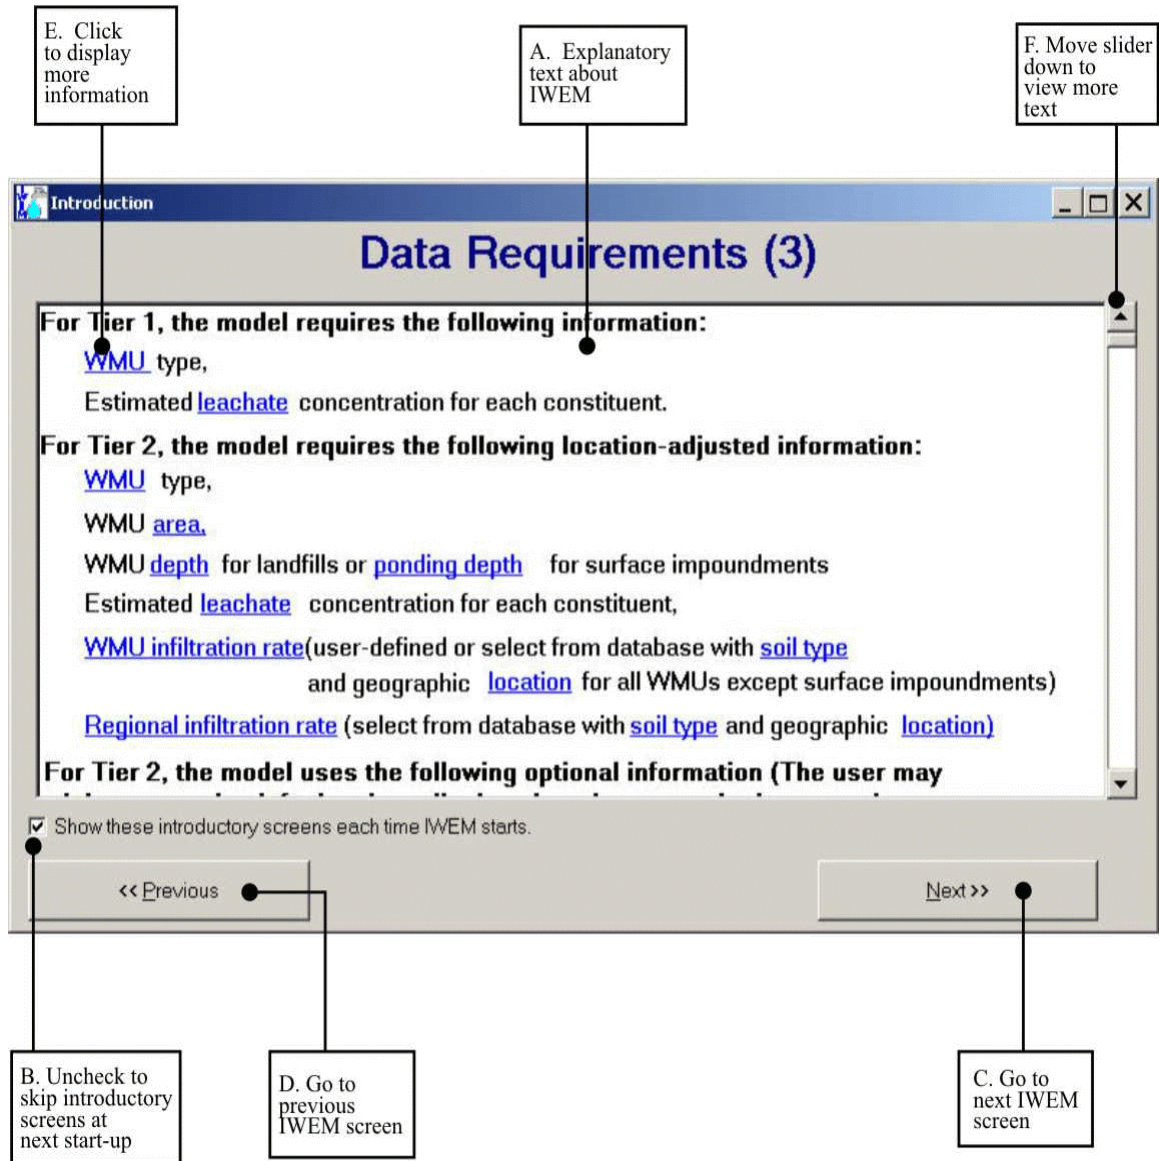 E. Click
to display
more
information
A. Explanatory
text about
IWEM
F. Move slider
down to
view more
text
Introduction
Data Requirements (3)
For Tier 1, the model requires the following information:
WMU type,
Estimated leachate concentration for each constituent.
For Tier 2, the model requires the following location-adjusted information:
WMU type,
WMU area,
WMU depth for landfills or ponding depth for surface impoundments
Estimated leachate concentration for each constituent,
WMU infiltration rate(user-defined or select from database with soil type
and geographic location for all WMUs except surface impoundments)
Regional infiltration rate (select from database with soil type and geographic location)
For Tier 2, the model uses the following optional information (The user may
Show these introductory screens each time IWEM starts.
<< Previous
Next >>
B. Uncheck to
skip introductory
screens at
next start-up
D. Go to
previous
IWEM screen
C. Go to
next IWEM
screen